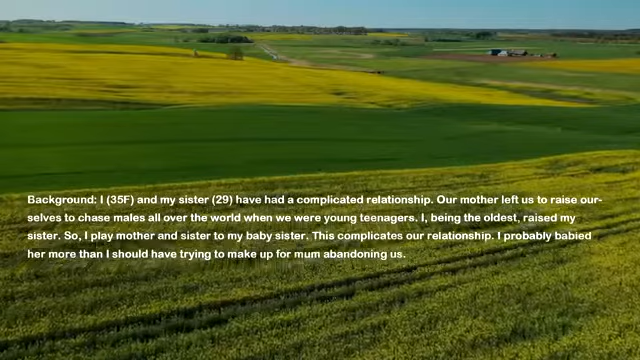 Background: I (35F) and my sister (29) have had a complicated relationship. Our mother left us to raise our-
selves to chase males all over the world when we were young teenagers. I, being the oldest, raised my
sister. So, I play mother and sister to my baby sister. This complicates our relationship. I probably babied
her more than I should have trying to make up for mum abandoning us.